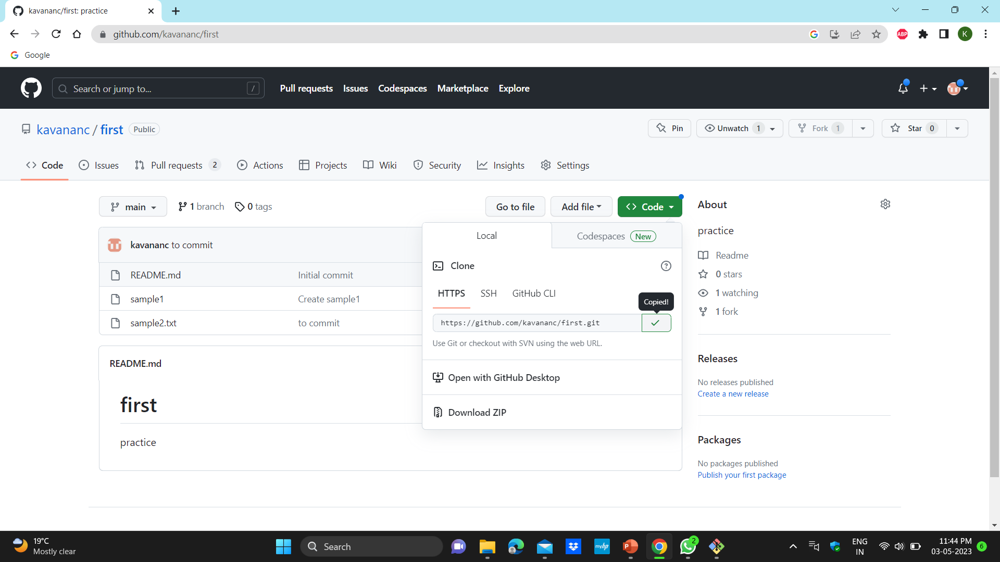 kavananc/first: practice
github.com/kavananc/first
ABP
K
Google
Search or jump to...
/
Pull requests
Issues
Codespaces
Marketplace
Explore
kavananc / first
Public
Pin
Unwatch 1
Fork 1
Star 0
Code
Issues
Pull requests 2
Actions
Projects
Wiki
Security
Insights
Settings
main
1 branch
0 tags
Go to file
Add file
Code
kavananc to commit
README.md
Initial commit
sample1
Create sample1
sample2.txt
to commit
README.md
first
practice
Local
Codespaces New
Clone
HTTPS
SSH
GitHub CLI
Copied!
https://github.com/kavananc/first.git
Use Git or checkout with SVN using the web URL.
Open with GitHub Desktop
Download ZIP
About
practice
Readme
0 stars
1 watching
1 fork
Releases
No releases published
Create a new release
Packages
No packages published
Publish your first package
19°C
Mostly clear
Search
myhp
P
2
ENG
IN
11:44 PM
03-05-2023
6